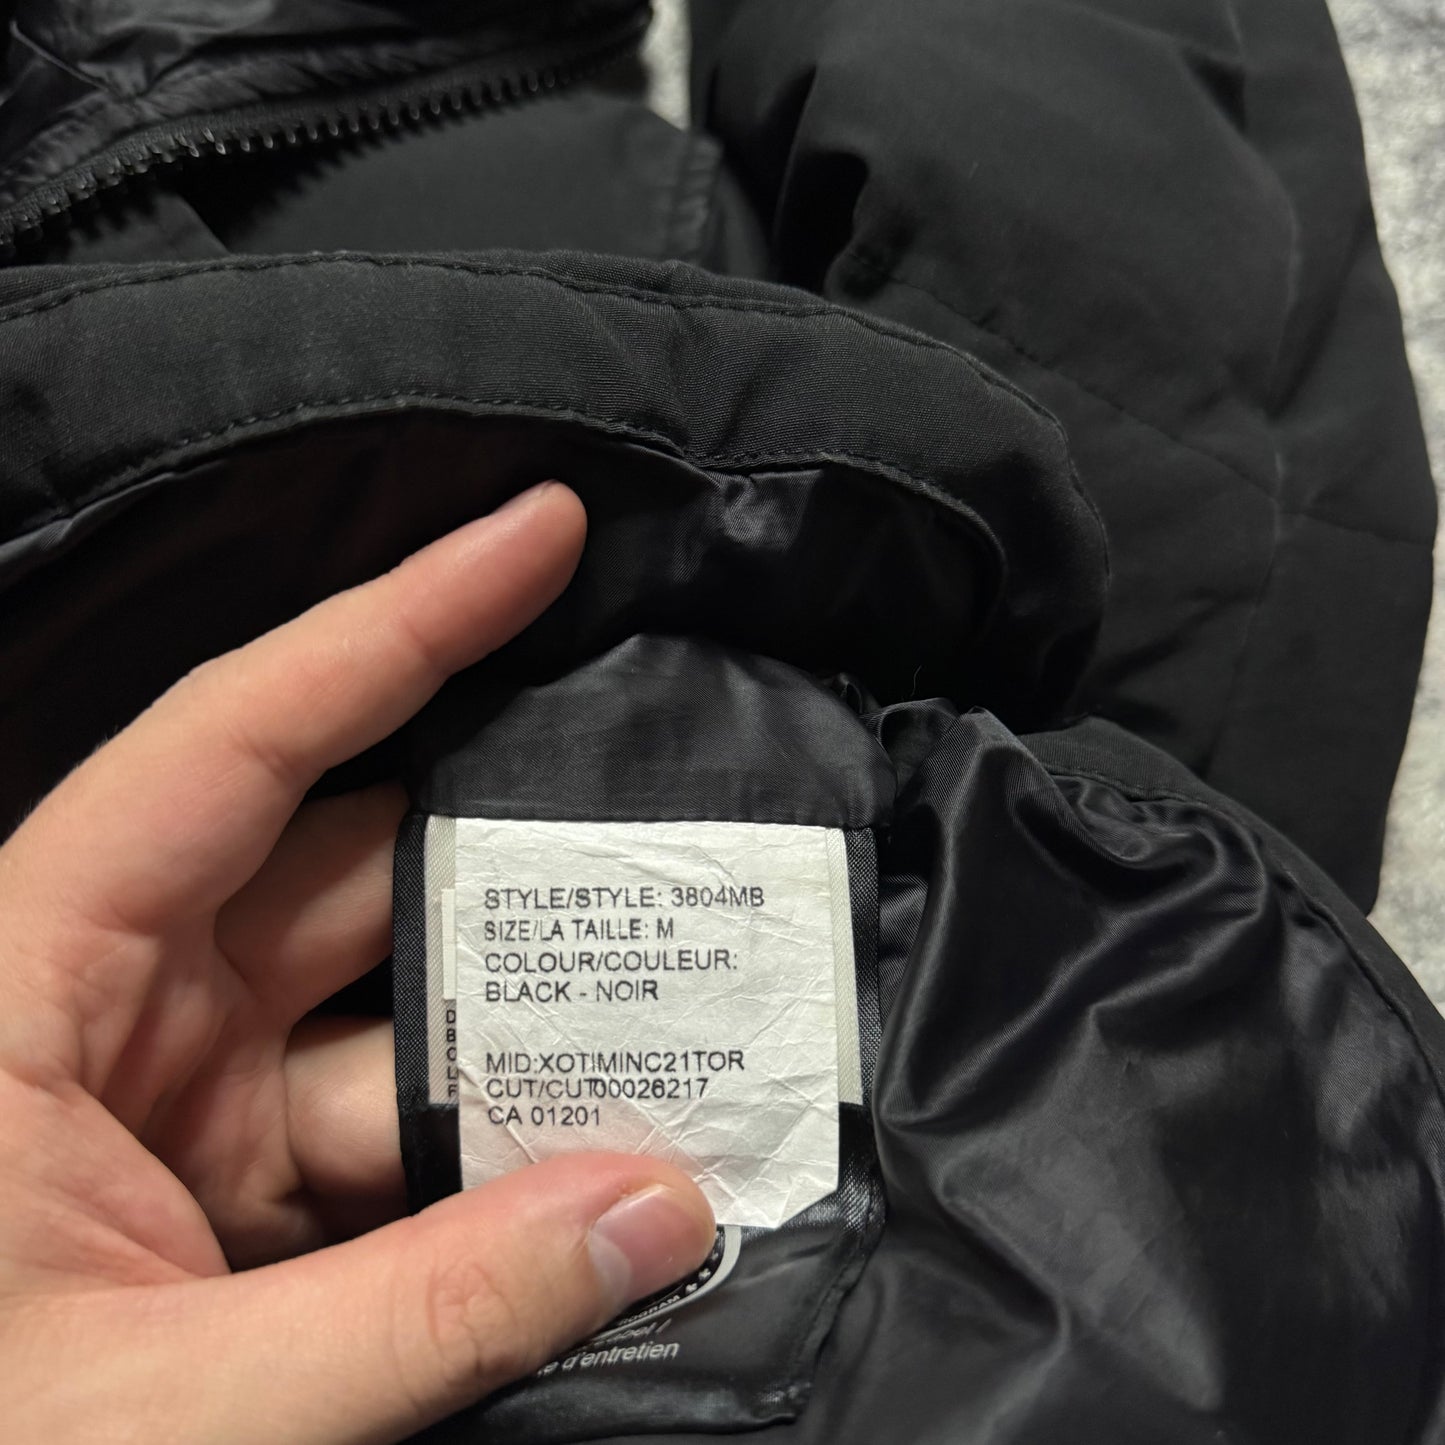 STYLE/STYLE: 3804MB
SIZE/LA TAILLE: M
COLOUR/COULEUR:
BLACK - NOIR
MID:XOTIMINC21TOR
CUT/CUT00026217
CA 01201
d'entretien